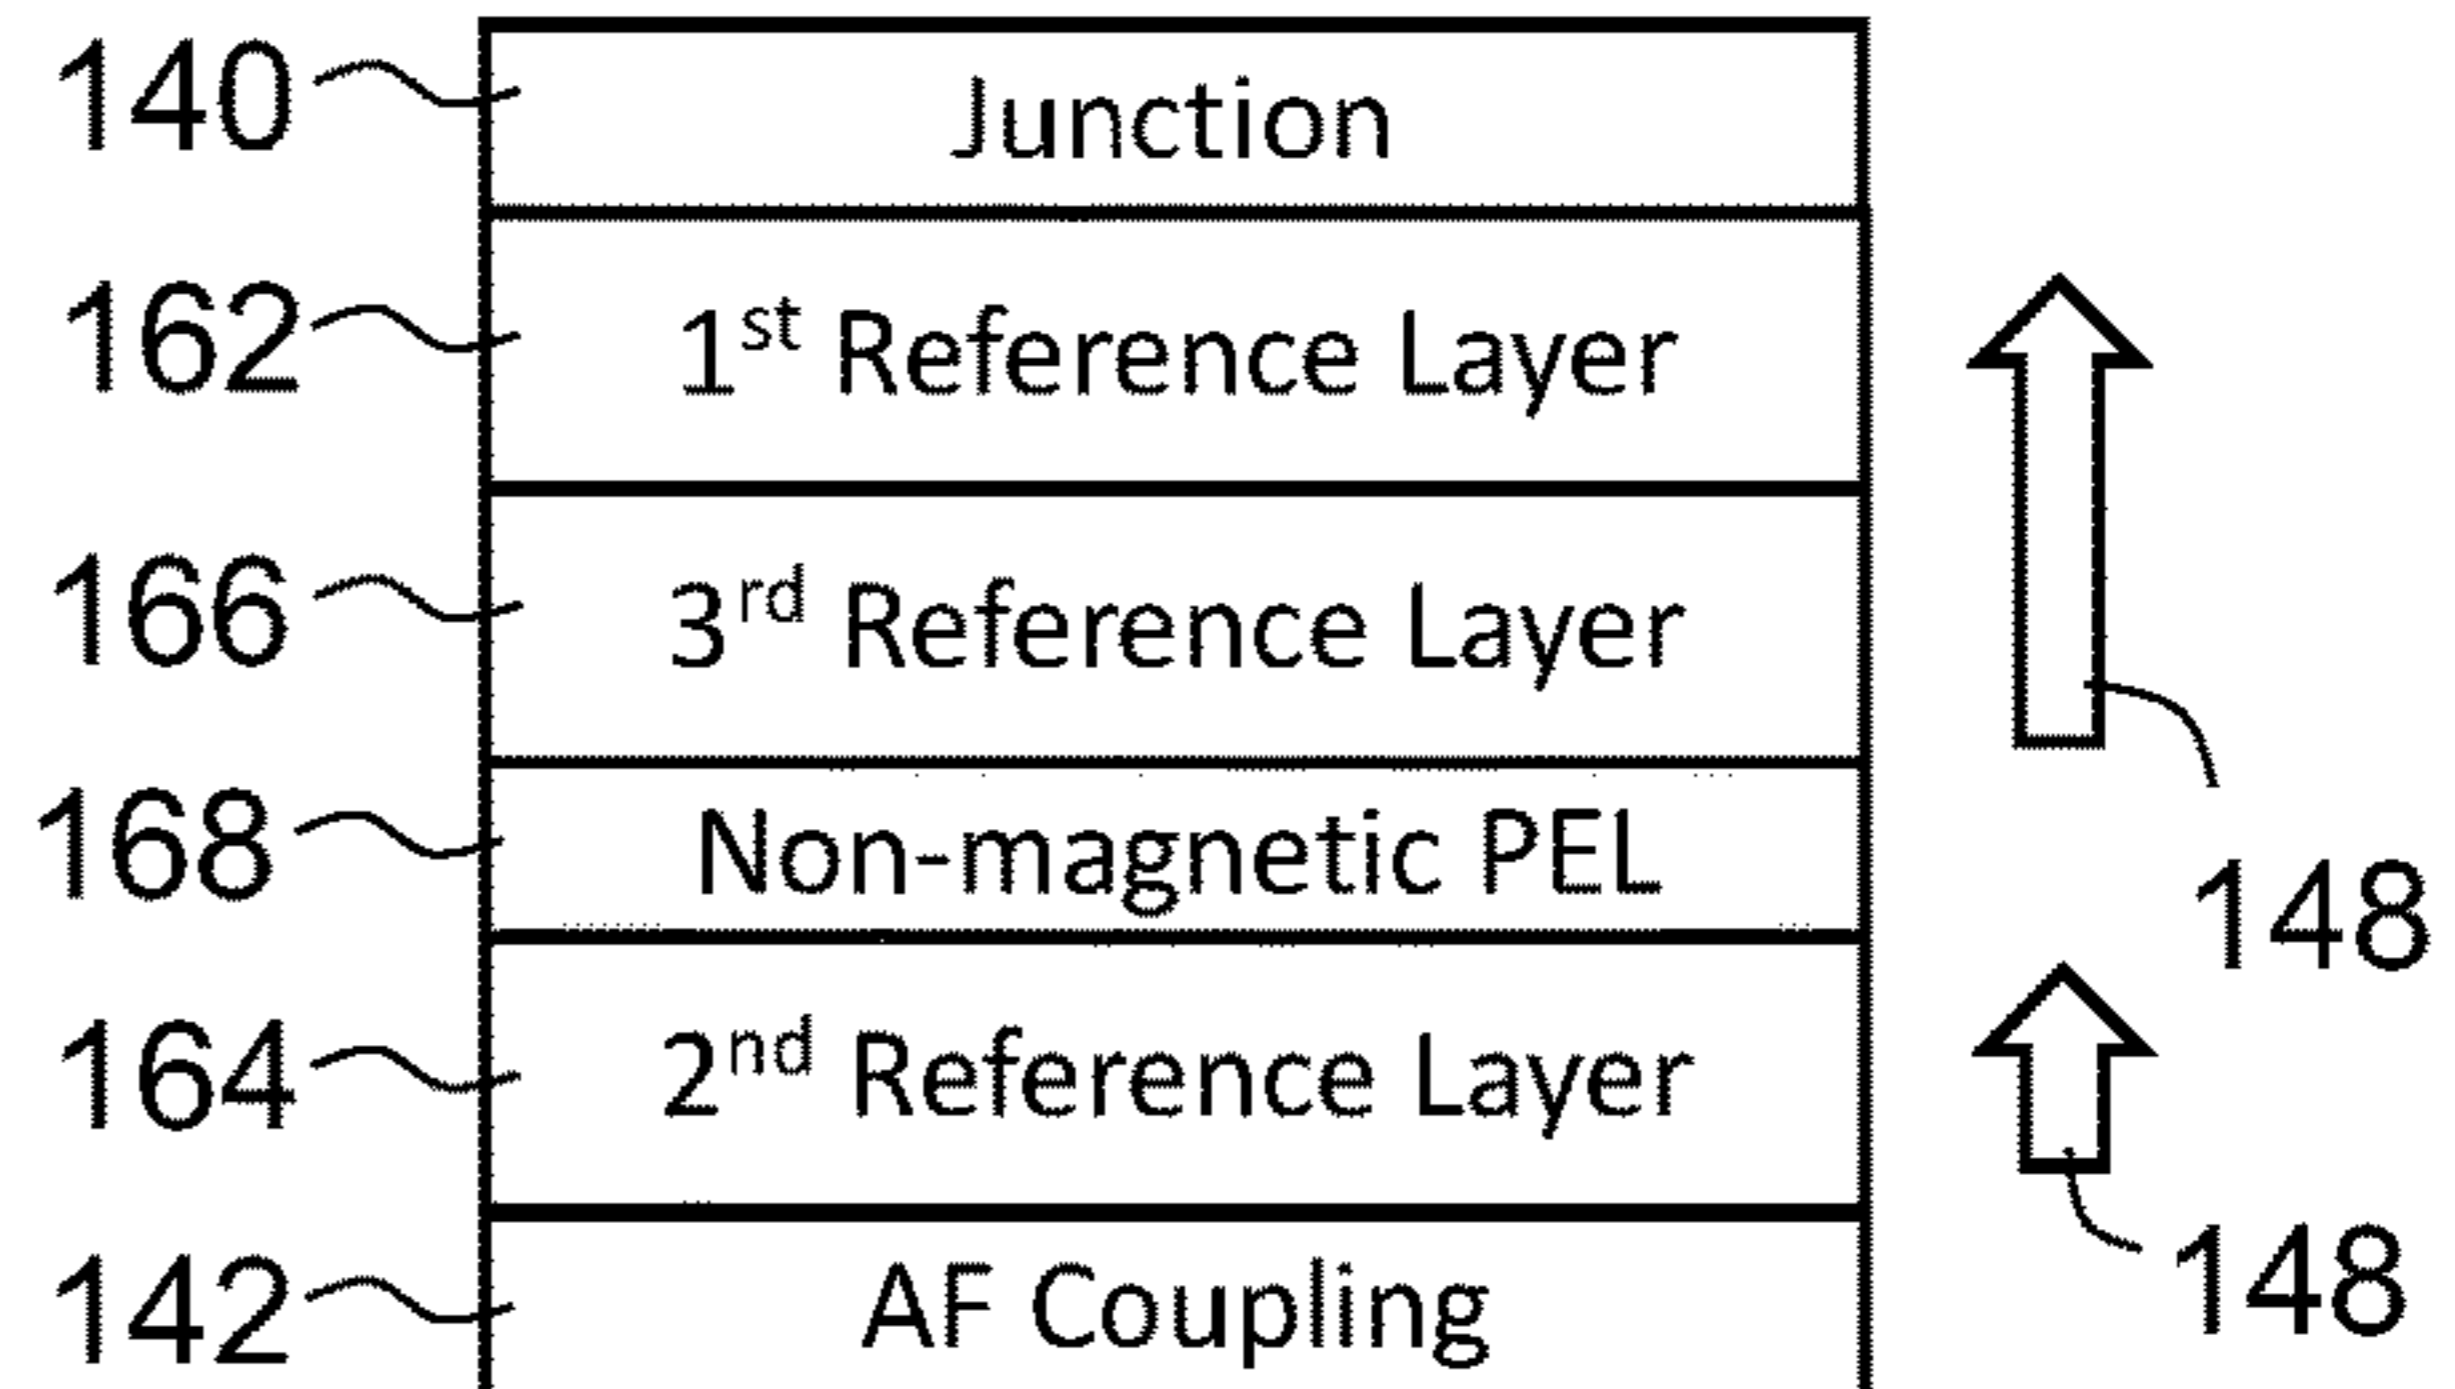 140 Junction
162 1st Reference Layer
166 3rd Reference Layer
168 Non-magnetic PEL
148
164 2nd Reference Layer
142 AF Coupling
148